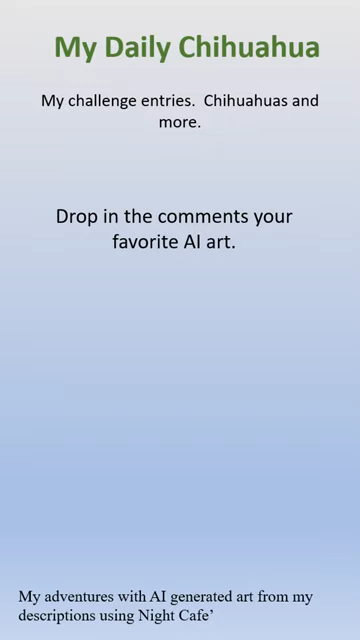 My Daily Chihuahua
My challenge entries.  Chihuahuas and
more.
Drop in the comments your
favorite AI art.
My adventures with AI generated art from my
descriptions using Night Cafe’